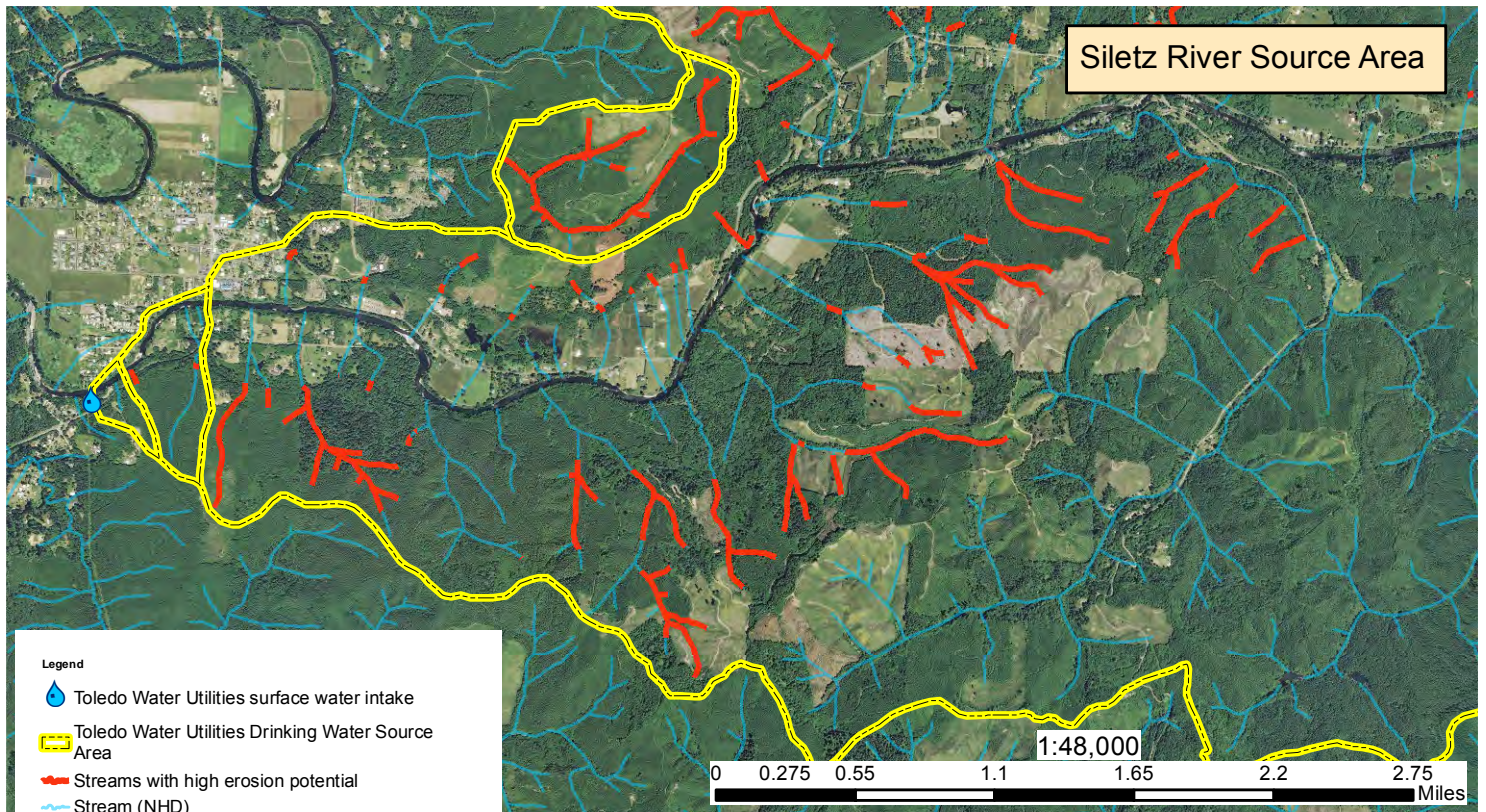 Siletz River Source Area
Legend
Toledo Water Utilities surface water intake
Toledo Water Utilities Drinking Water Source
Area
Streams with high erosion potential
Stream (NHD)
1:48,000
0 0.275 0.55 1.1 1.65 2.2 2.75
Miles